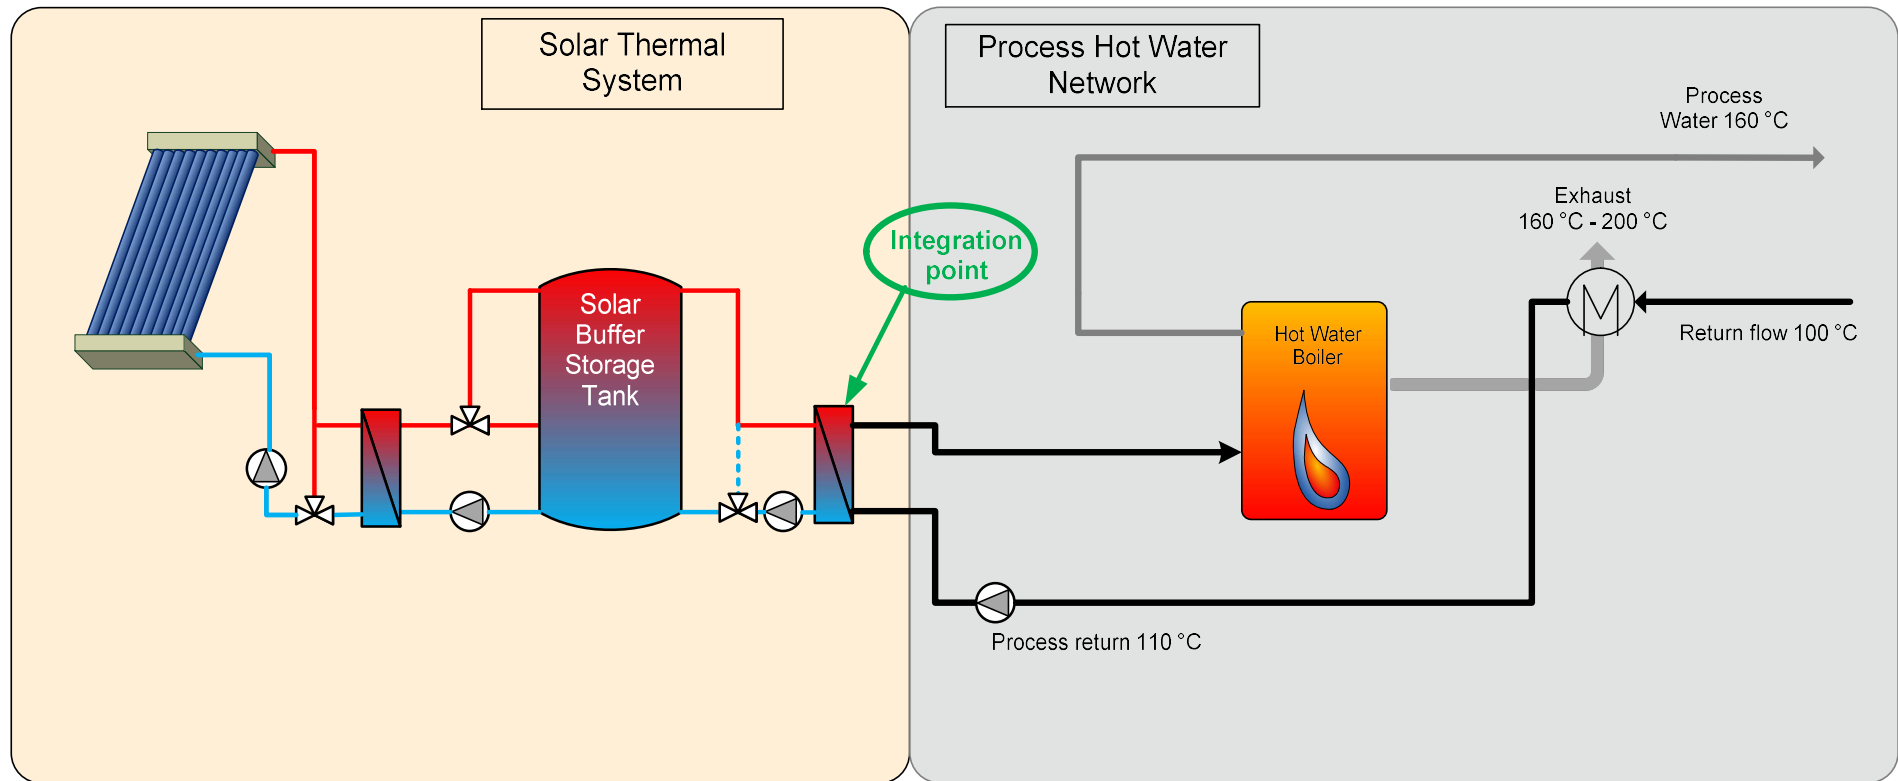 Solar Thermal
System
Process Hot Water
Network
Process
Water 160 °C
Exhaust
160 °C - 200 °C
Integration
point
Solar
Buffer
Storage
Tank
Hot Water
Boiler
Return flow 100 °C
Process return 110 °C